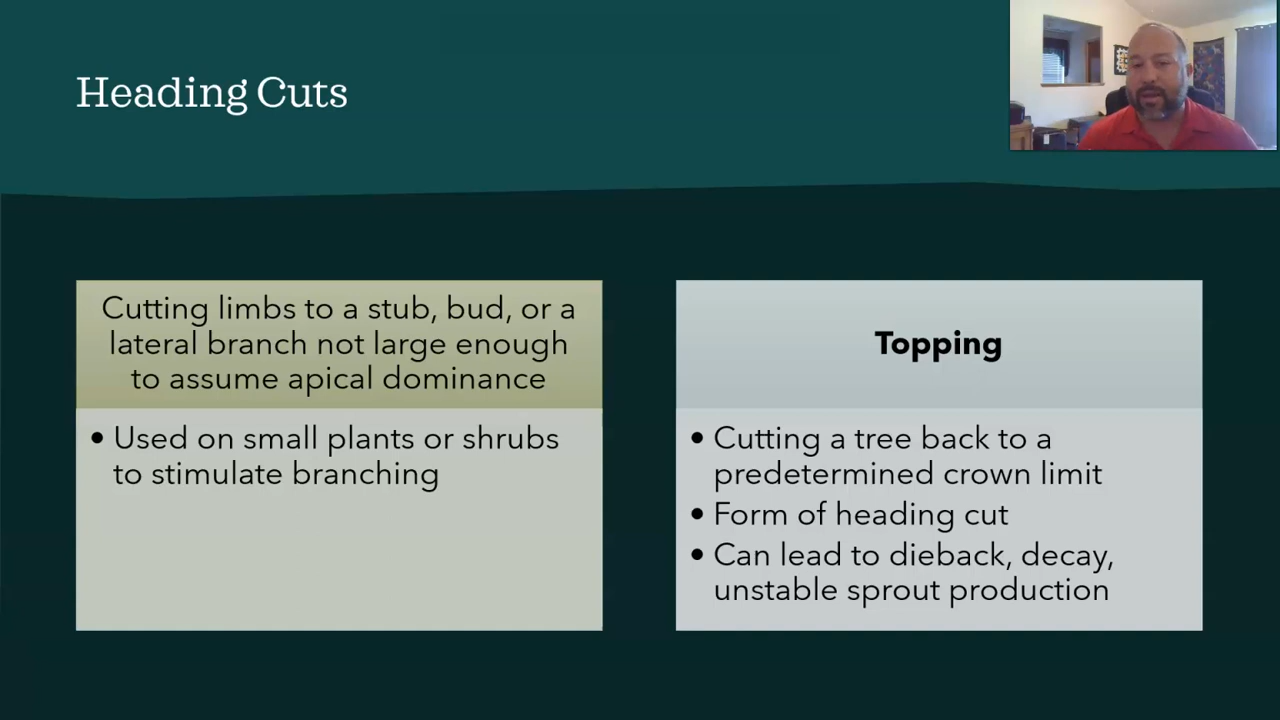 Heading Cuts
Cutting limbs to a stub, bud, or a
lateral branch not large enough
to assume apical dominance
• Used on small plants or shrubs
to stimulate branching
Topping
• Cutting a tree back to a
predetermined crown limit
• Form of heading cut
• Can lead to dieback, decay,
unstable sprout production